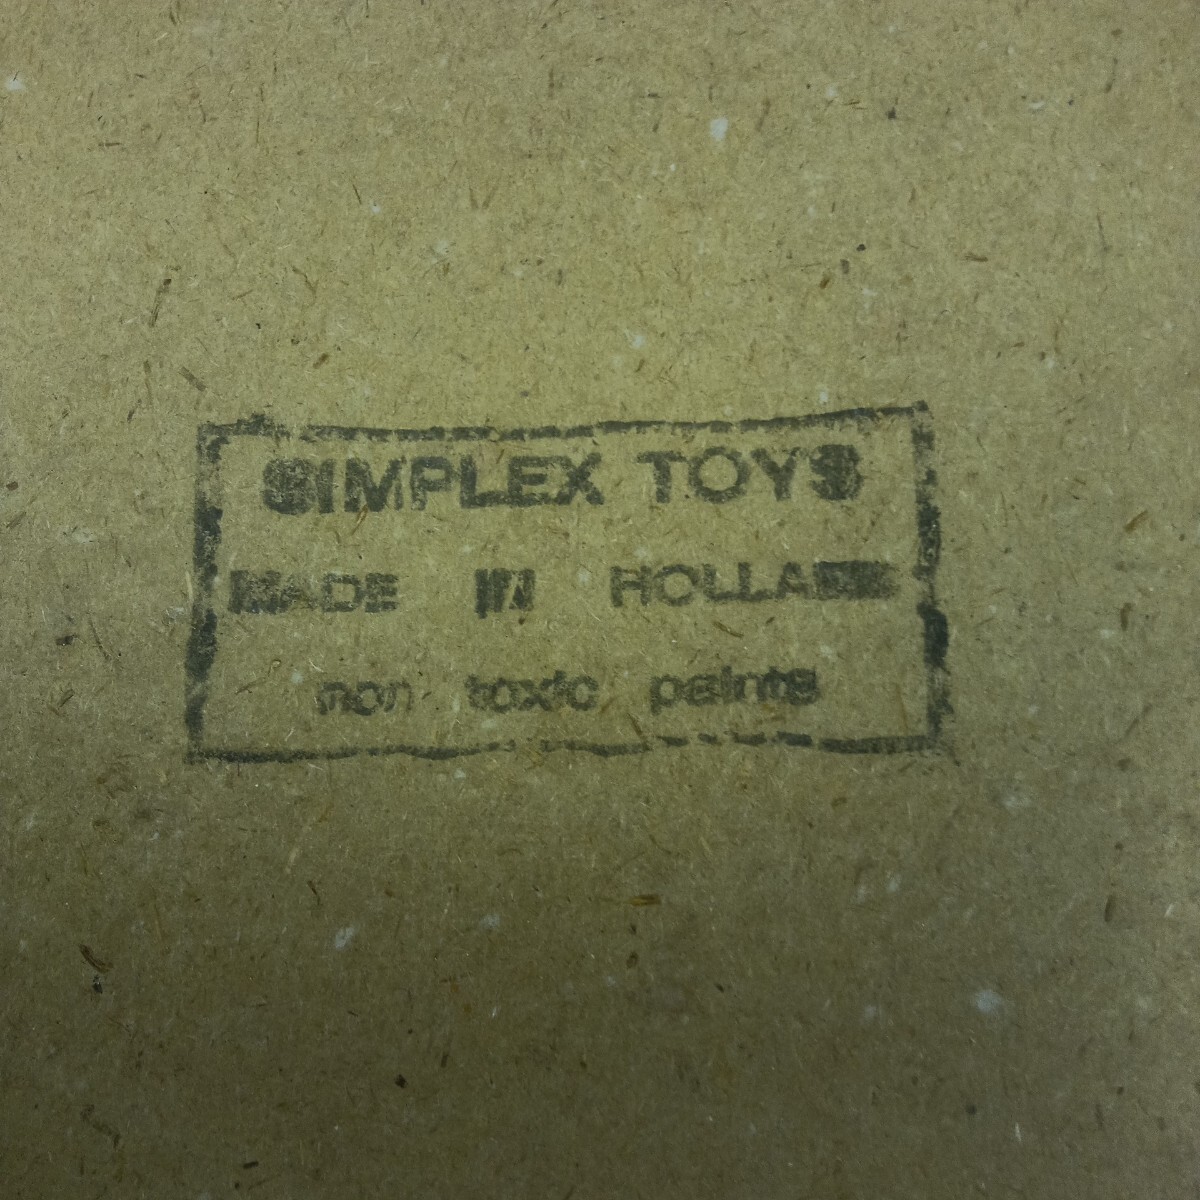 SIMPLEX TOYS
MADE IN HOLLAND
non toxic paints